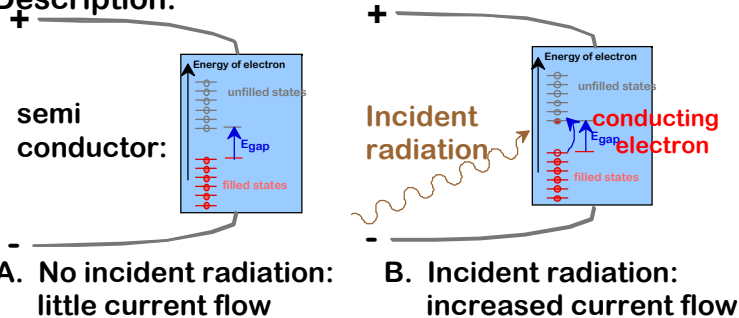 Description:
+
Energy of electron
unfilled states
semi
conductor:
Egap
filled states
-
A. No incident radiation:
little current flow
+
Energy of electron
unfilled states
Incident
radiation
conducting
electron
Egap
filled states
-
B. Incident radiation:
increased current flow